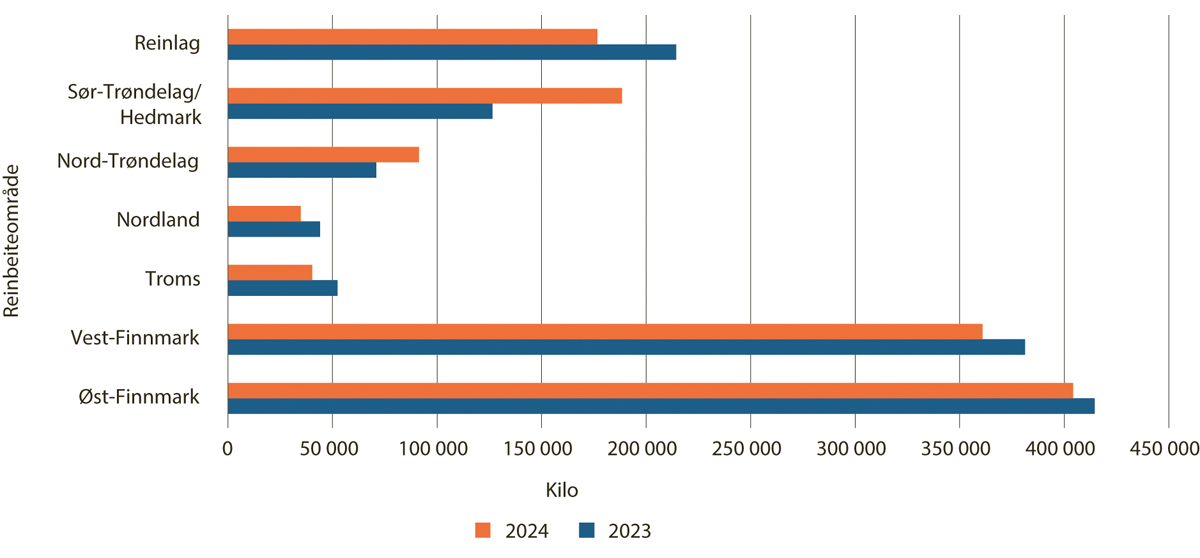 Reinbeiteområde
Reinlag
Sør-Trøndelag/
Hedmark
Nord-Trøndelag
Nordland
Troms
Vest-Finnmark
Øst-Finnmark
0 50 000 100 000 150 000 200 000 250 000 300 000 350 000 400 000 450 000
Kilo
2024 2023